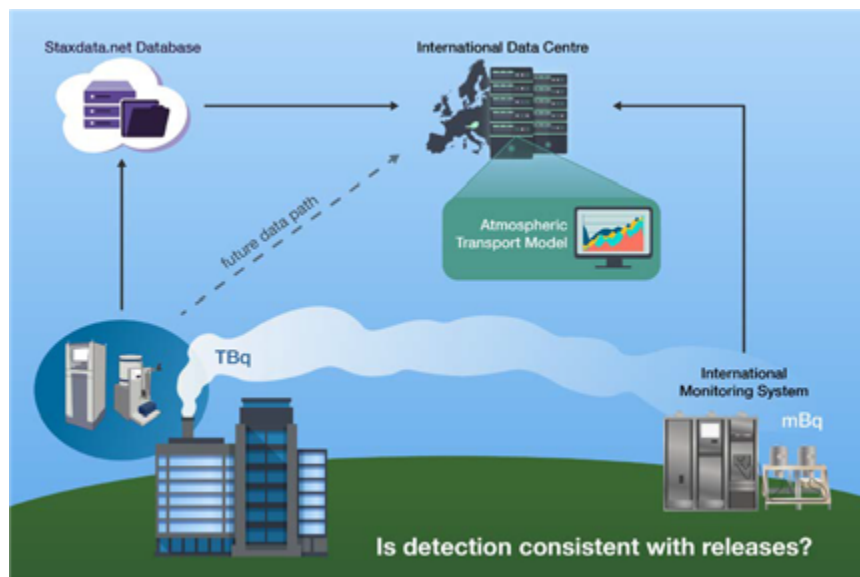 Staxdata.net Database
International Data Centre
future data path
Atmospheric
Transport Model
TBq
International
Monitoring System
mBq
Is detection consistent with releases?